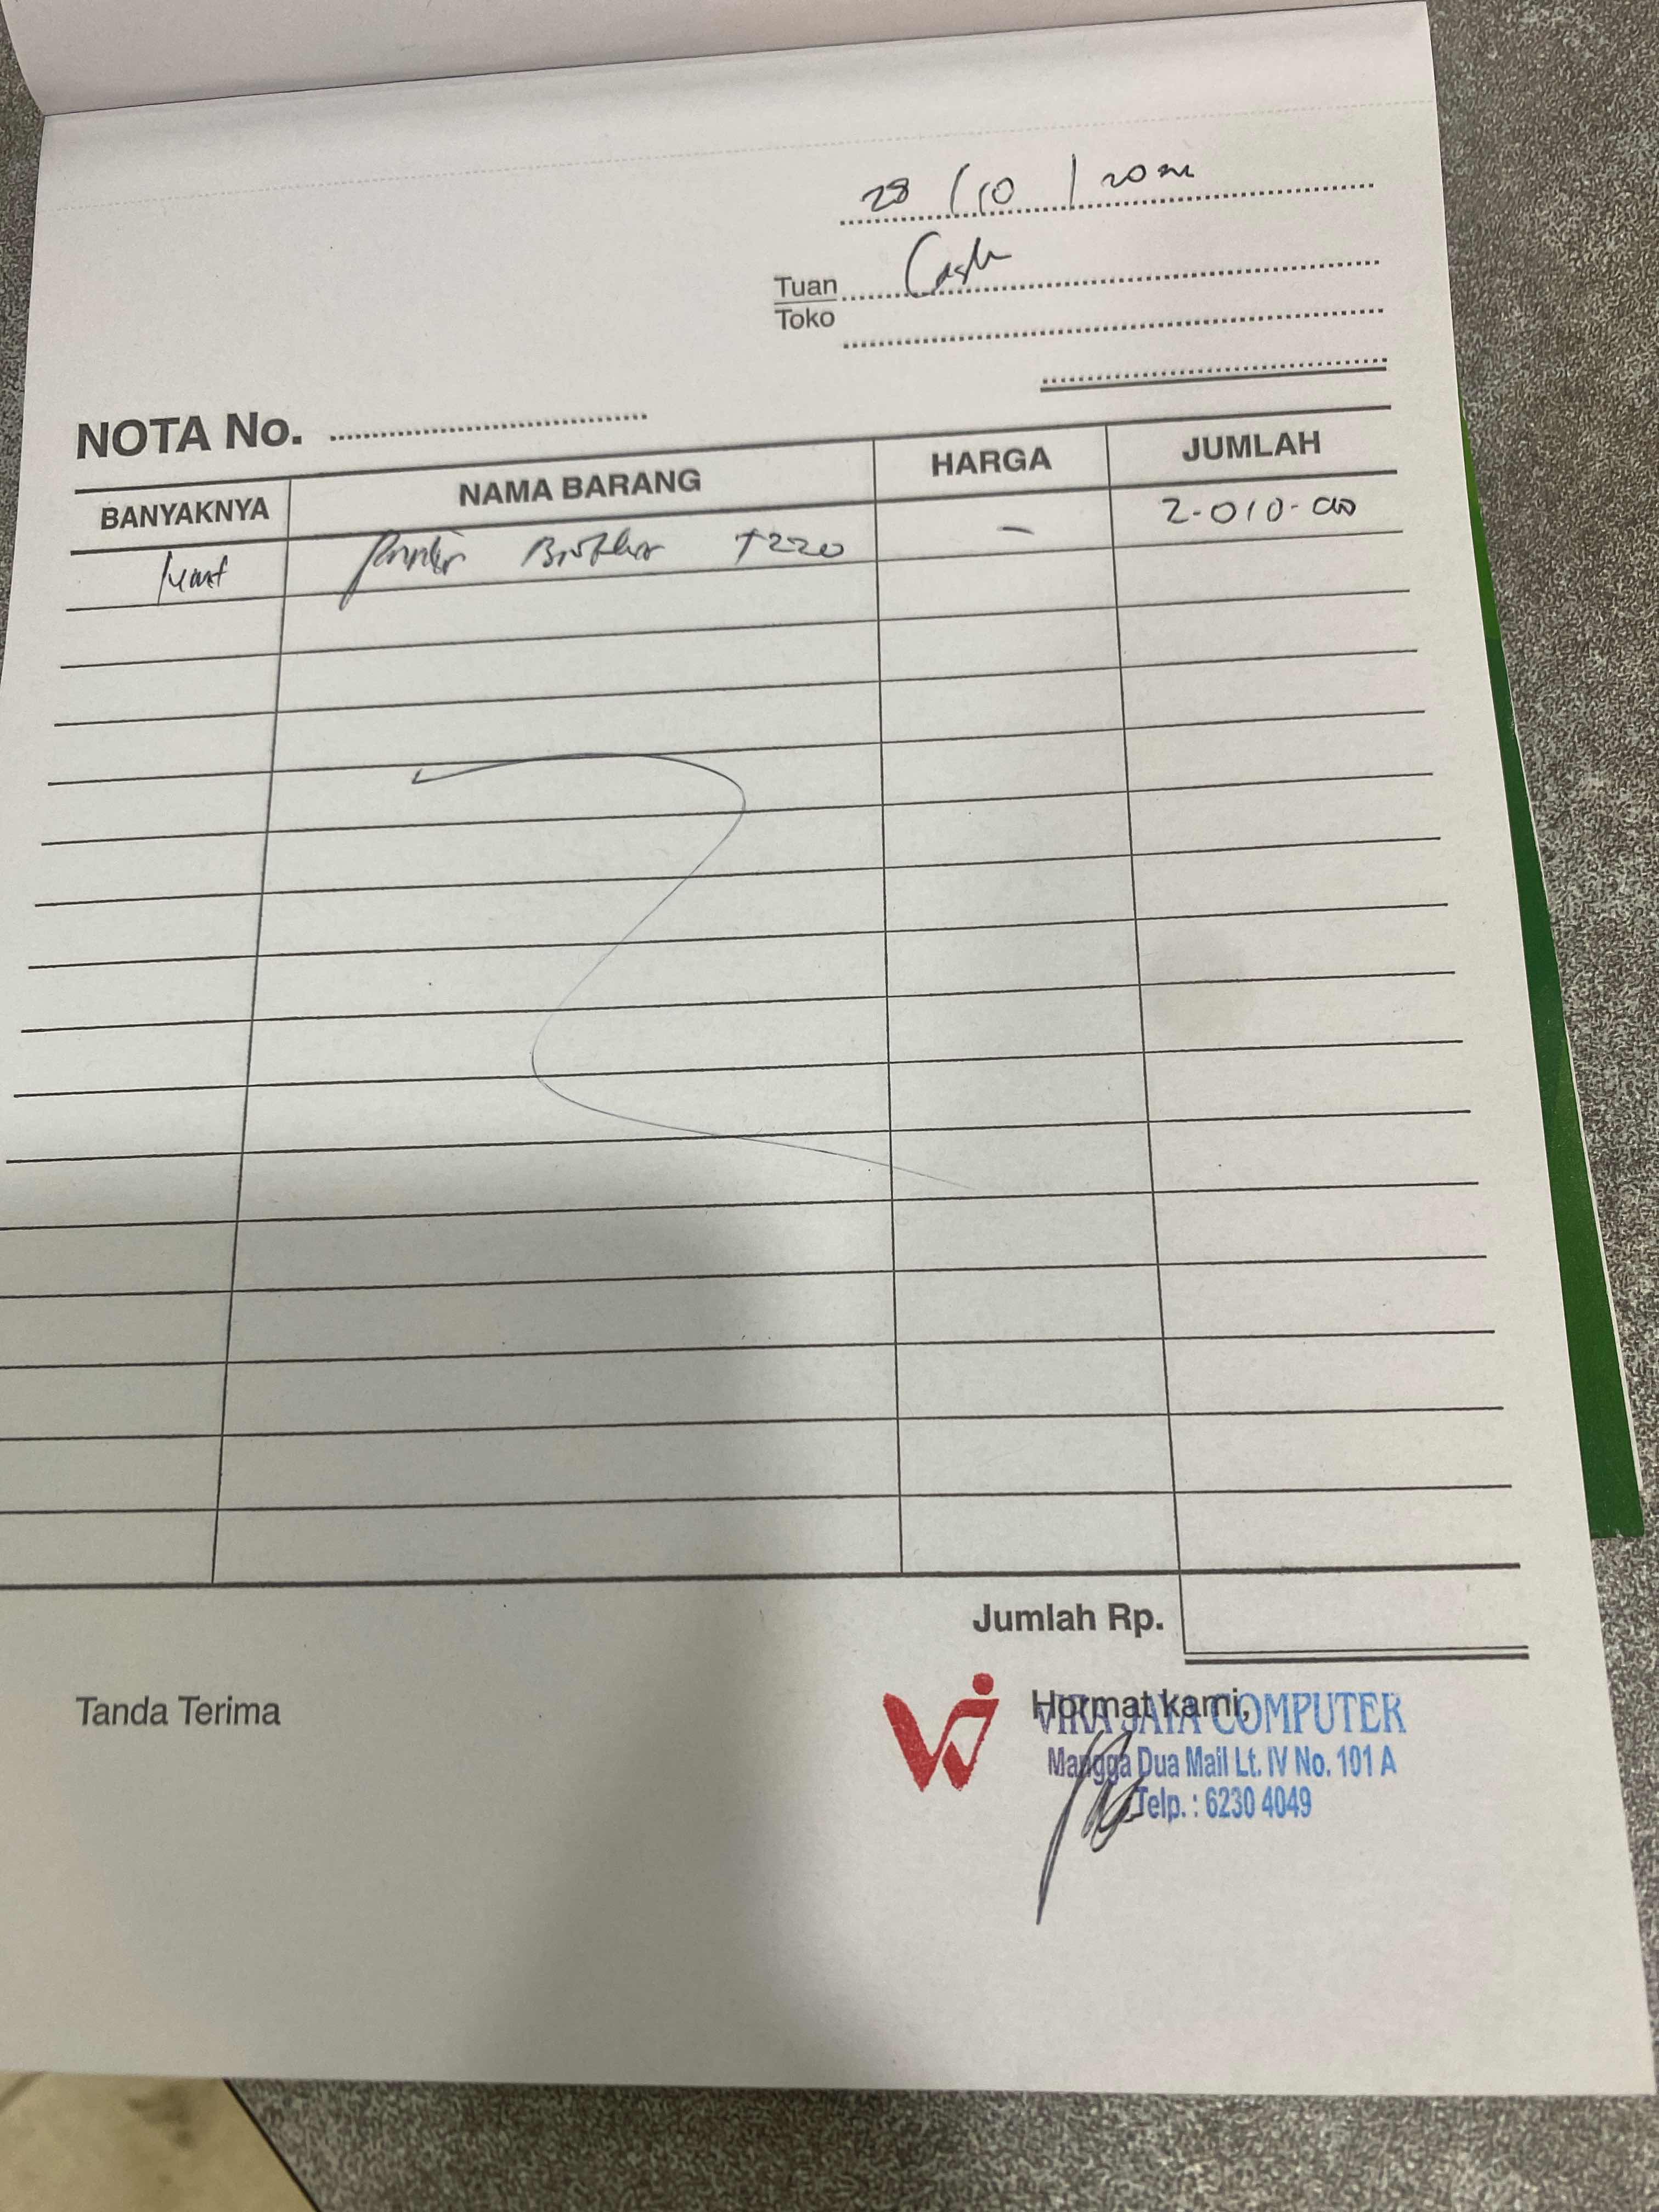 28 / 10 /
Tuan Cash
Toko
NOTA No.
BANYAKNYA NAMA BARANG HARGA JUMLAH
1 unit Printer Brother T220 - 2-010-000
Jumlah Rp.
Tanda Terima
Hormat kami,
VIRA JAYA COMPUTER
Mangga Dua Mall Lt. IV No. 101 A
Telp. : 6230 4049